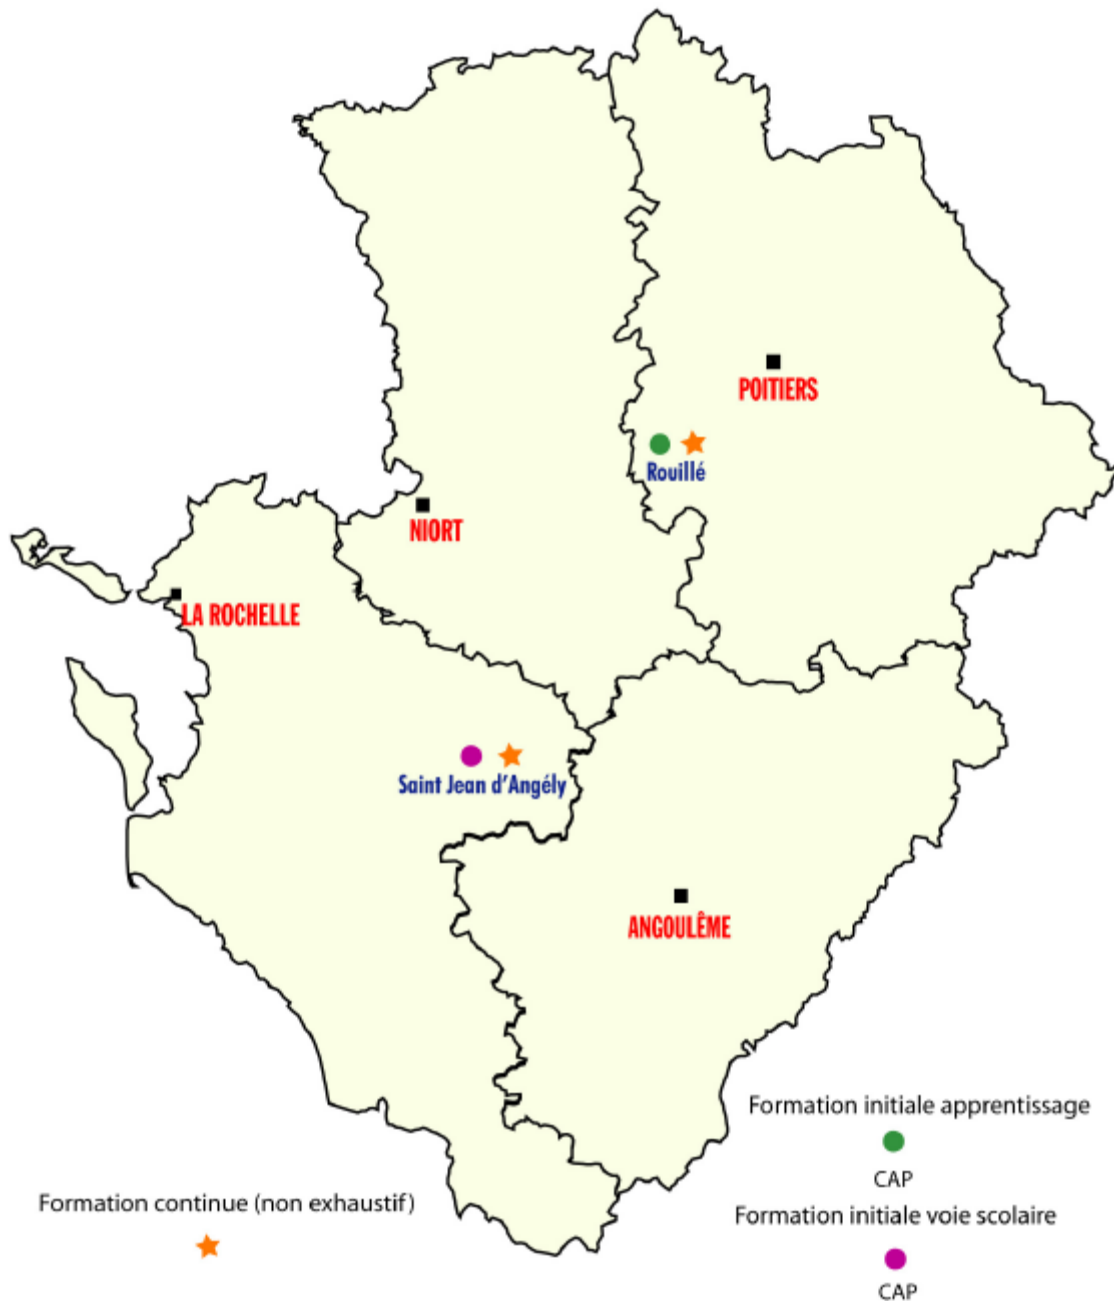 POITIERS
Rouillé
NIORT
LA ROCHELLE
Saint Jean d'Angély
ANGOULÊME
Formation initiale apprentissage
CAP
Formation continue (non exhaustif)
Formation initiale voie scolaire
CAP